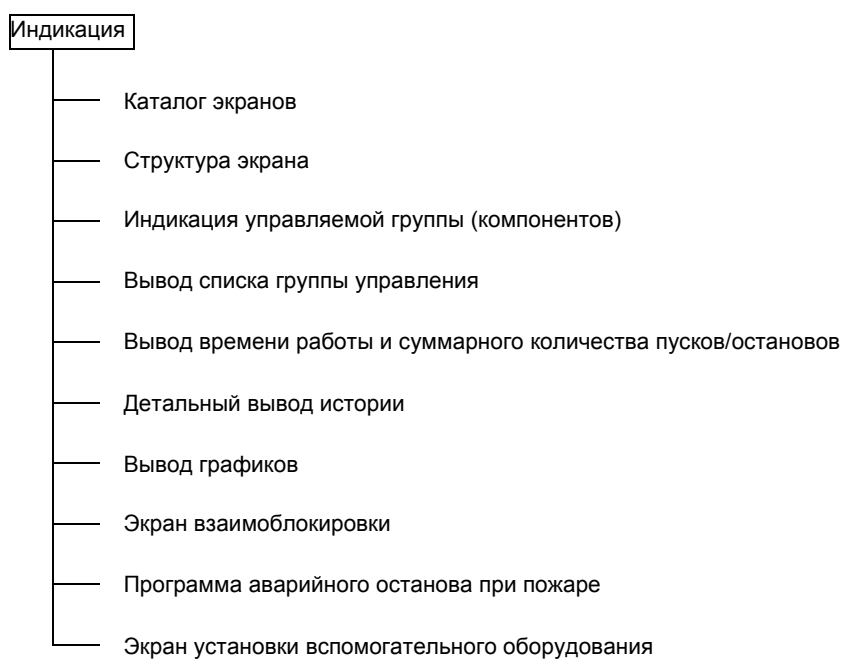 Индикация
Каталог экранов
Структура экрана
Индикация управляемой группы (компонентов)
Вывод списка группы управления
Вывод времени работы и суммарного количества пусков/остановов
Детальный вывод истории
Вывод графиков
Экран взаимоблокировки
Программа аварийного останова при пожаре
Экран установки вспомогательного оборудования